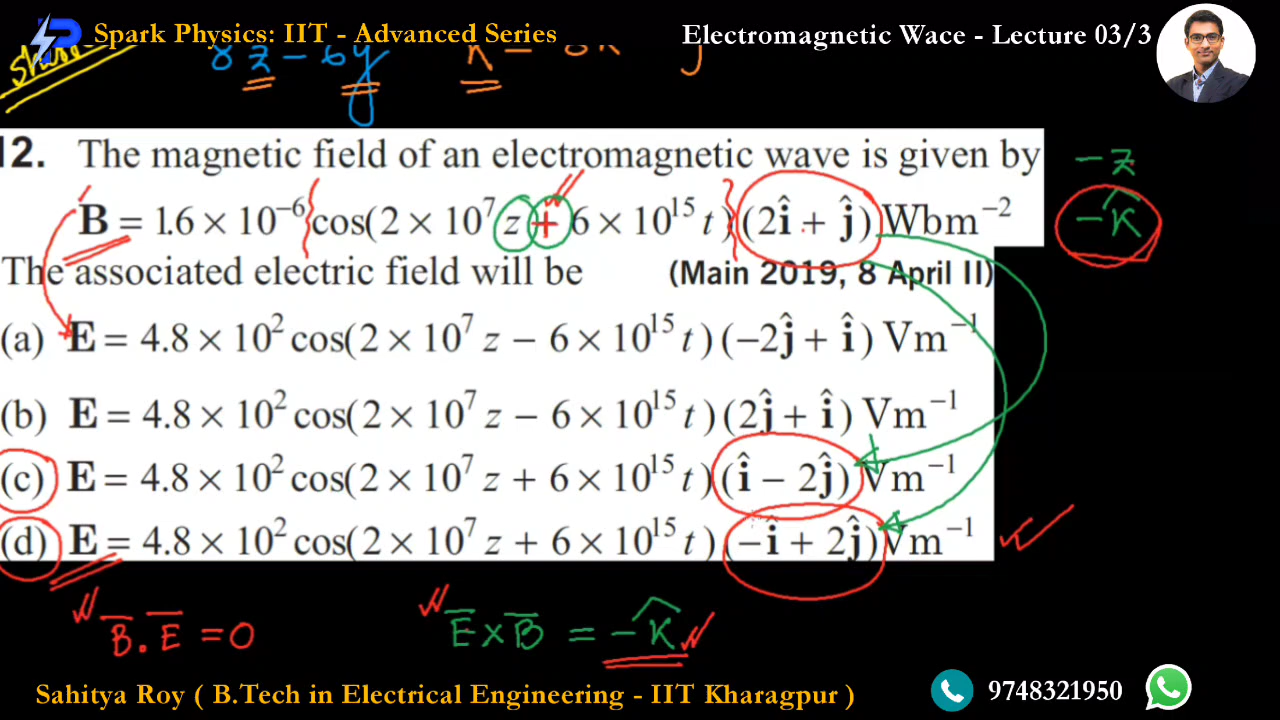 Spark Physics: IIT - Advanced Series
Electromagnetic Wace - Lecture 03/3
8z - 6y
12. The magnetic field of an electromagnetic wave is given by
-z
B = 1.6 × 10⁻⁶ cos(2 × 10⁷ z + 6 × 10¹⁵ t) (2î + ĵ) Wbm⁻²
-k̂
The associated electric field will be (Main 2019, 8 April II)
(a) E = 4.8 × 10² cos(2 × 10⁷ z − 6 × 10¹⁵ t)(−2ĵ + î) Vm⁻¹
(b) E = 4.8 × 10² cos(2 × 10⁷ z − 6 × 10¹⁵ t)(2ĵ + î) Vm⁻¹
(c) E = 4.8 × 10² cos(2 × 10⁷ z + 6 × 10¹⁵ t)(î − 2ĵ) Vm⁻¹
(d) E = 4.8 × 10² cos(2 × 10⁷ z + 6 × 10¹⁵ t)(−î + 2ĵ) Vm⁻¹
B̅ . E̅ = 0
E̅ × B̅ = -k̂
Sahitya Roy ( B.Tech in Electrical Engineering - IIT Kharagpur )
9748321950